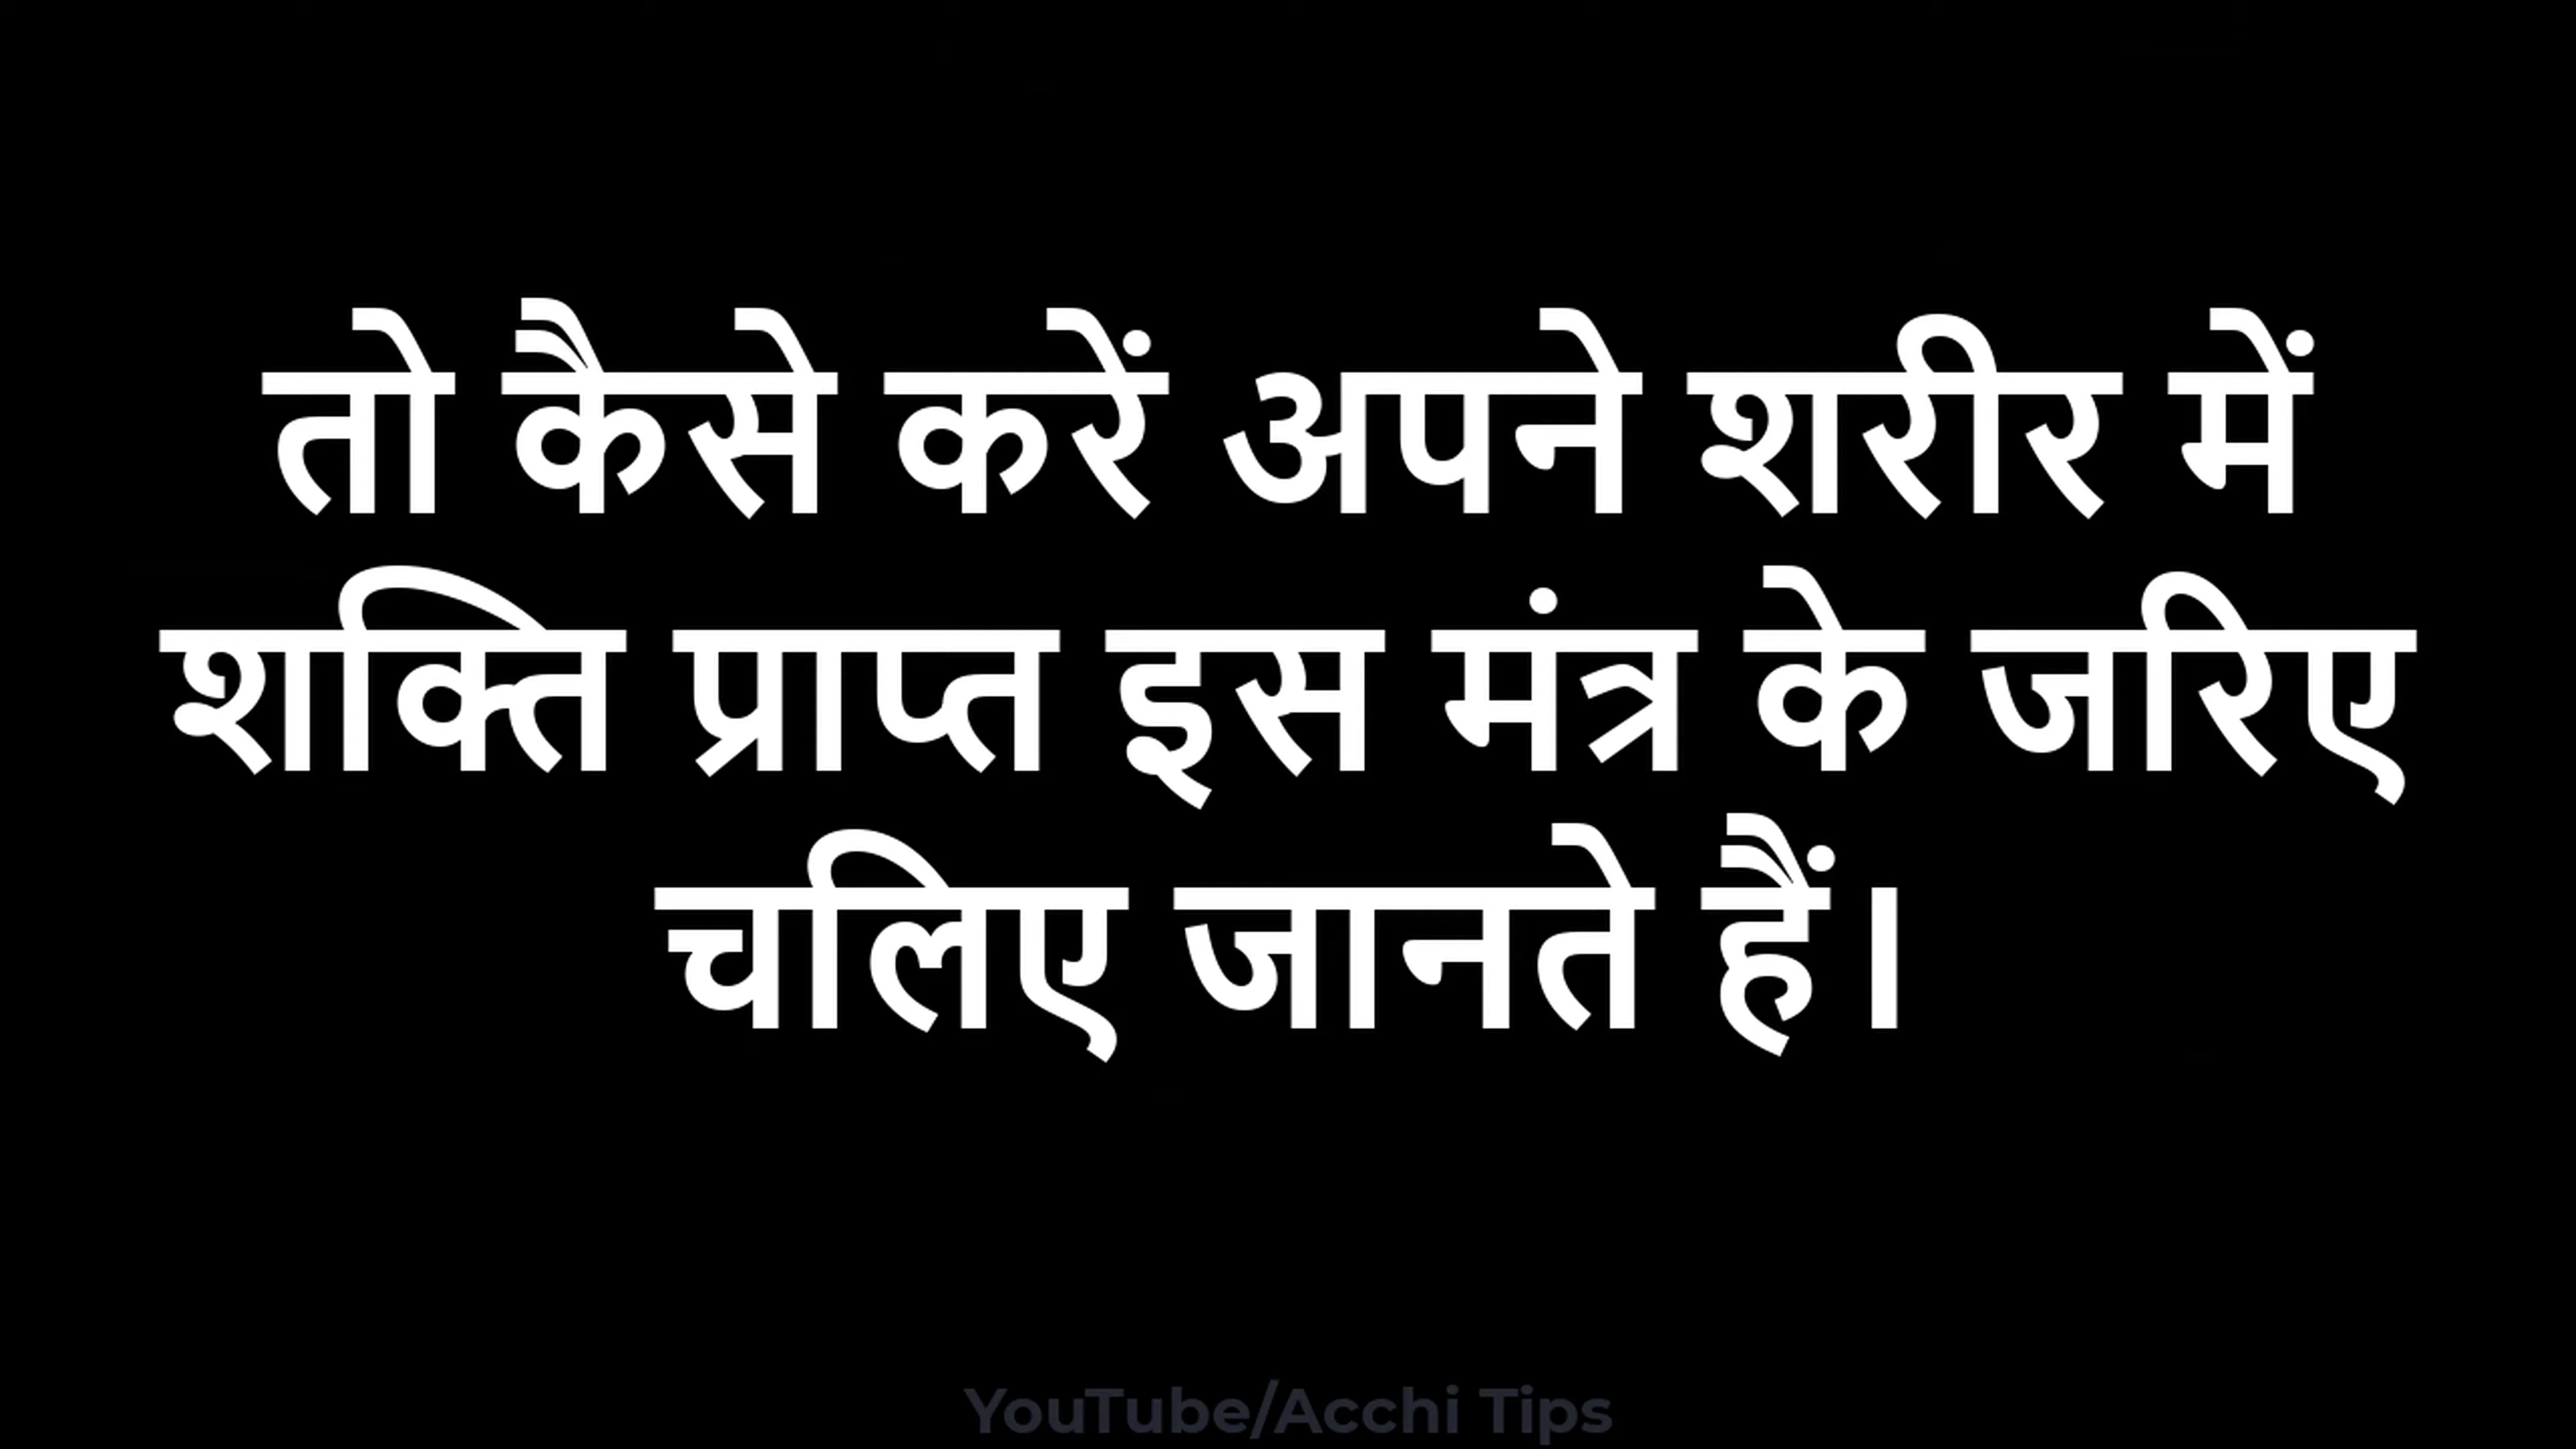 तो कैसे करें अपने शरीर में
शक्ति प्राप्त इस मंत्र के जरिए
चलिए जानते हैं।
YouTube/Acchi Tips